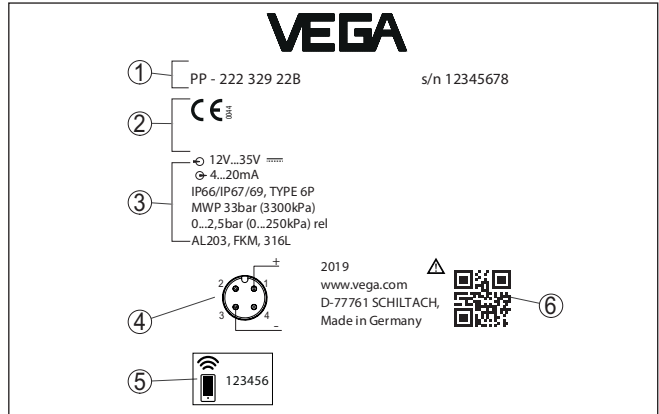 VEGA
① PP - 222 329 22B s/n 12345678
② CE 0044
12V...35V
③ 4...20mA
IP66/IP67/69, TYPE 6P
MWP 33bar (3300kPa)
0...2,5bar (0...250kPa) rel
AL203, FKM, 316L
④ 2 1 + 3 4 -
2019
www.vega.com
D-77761 SCHILTACH,
Made in Germany
⑥
⑤ 123456